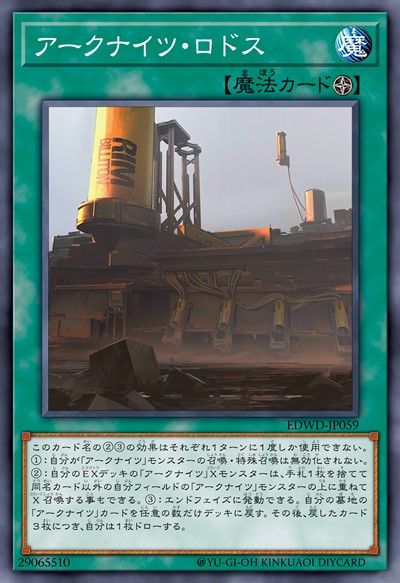 アークナイツ・ロドス
魔
【魔法カード】
RIM
BILLITON
EDWD-JP059
このカード名の②③の効果はそれぞれ1ターンに1度しか使用できない。
①:自分が「アークナイツ」モンスターの召喚・特殊召喚は無効化されない。
②:自分のEXデッキの「アークナイツ」Xモンスターは、手札1枚を捨てて
同名カード以外の自分フィールドの「アークナイツ」モンスターの上に重ねて
X召喚する事もできる。③:エンドフェイズに発動できる。自分の墓地の
「アークナイツ」カードを任意の数だけデッキに戻す。その後、戻したカード
3枚につき、自分は1枚ドローする。
29065510
@YU-GI-OH KINKUAOI DIYCARD